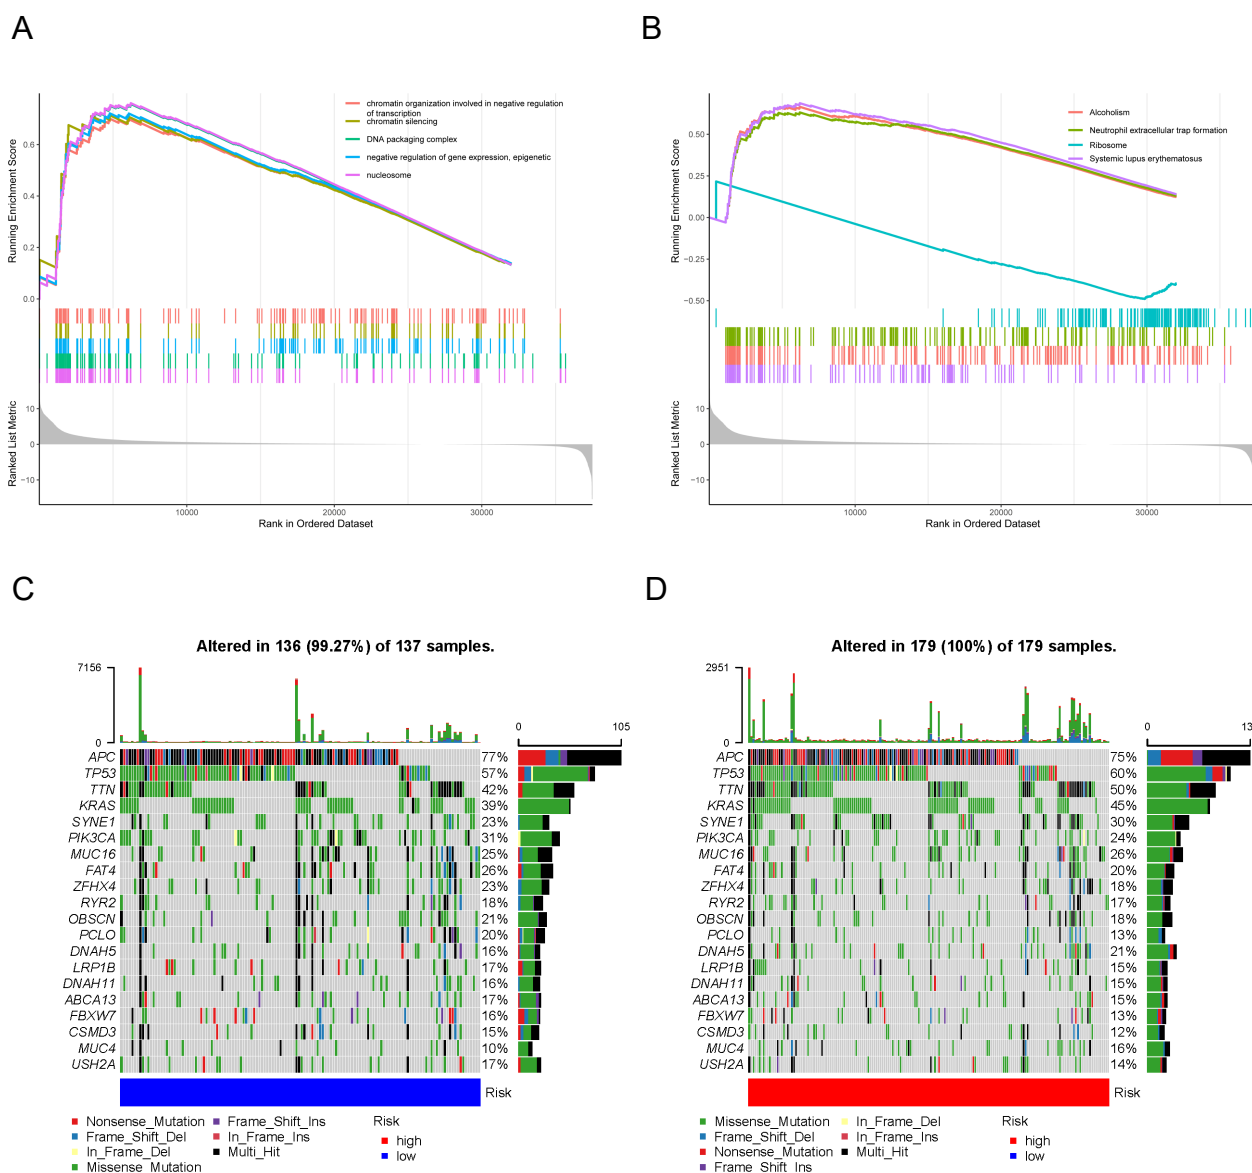 A
B
Running Enrichment Score
0.6
0.4
0.2
0.0
chromatin organization involved in negative regulation
of transcription
chromatin silencing
DNA packaging complex
negative regulation of gene expression, epigenetic
nucleosome
Ranked List Metric
10
0
−10
10000
20000
30000
Rank in Ordered Dataset
Running Enrichment Score
0.50
0.25
0.00
−0.25
−0.50
Alcoholism
Neutrophil extracellular trap formation
Ribosome
Systemic lupus erythematosus
Ranked List Metric
10
0
−10
10000
20000
30000
Rank in Ordered Dataset
C
D
Altered in 136 (99.27%) of 137 samples.
7156
0
0
105
APC 77%
TP53 57%
TTN 42%
KRAS 39%
SYNE1 23%
PIK3CA 31%
MUC16 25%
FAT4 26%
ZFHX4 23%
RYR2 18%
OBSCN 21%
PCLO 20%
DNAH5 16%
LRP1B 17%
DNAH11 16%
ABCA13 17%
FBXW7 16%
CSMD3 15%
MUC4 10%
USH2A 17%
Risk
Nonsense_Mutation
Frame_Shift_Del
In_Frame_Del
Missense_Mutation
Frame_Shift_Ins
In_Frame_Ins
Multi_Hit
Risk
high
low
Altered in 179 (100%) of 179 samples.
2951
0
0
13
APC 75%
TP53 60%
TTN 50%
KRAS 45%
SYNE1 30%
PIK3CA 24%
MUC16 26%
FAT4 20%
ZFHX4 18%
RYR2 17%
OBSCN 18%
PCLO 13%
DNAH5 21%
LRP1B 15%
DNAH11 15%
ABCA13 15%
FBXW7 13%
CSMD3 12%
MUC4 16%
USH2A 14%
Risk
Missense_Mutation
Frame_Shift_Del
Nonsense_Mutation
Frame_Shift_Ins
In_Frame_Del
In_Frame_Ins
Multi_Hit
Risk
high
low